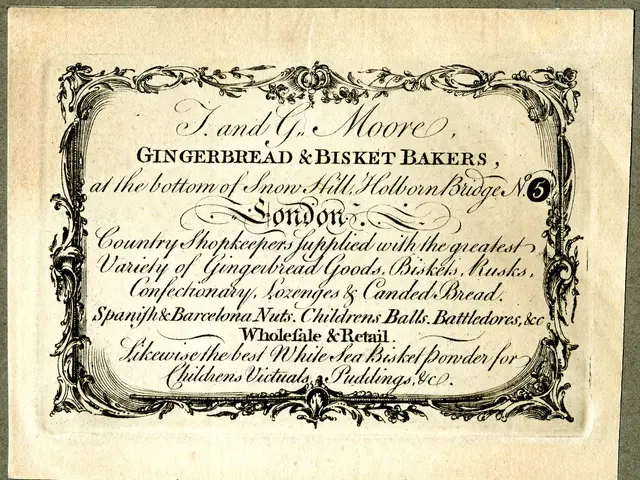 J. and G. Moore,
GINGERBREAD & BISKET BAKERS,
at the bottom of Snow Hill, Holborn Bridge No. 5
London.
Country Shopkeepers supplied with the greatest
Variety of Gingerbread Goods, Biskets, Rusks,
Confectionary, Lozenges & Canded Bread.
Spanish & Barcelona Nuts. Childrens Balls. Battledores, &c
Wholesale & Retail.
Likewise the best White Sea Bisket Powder for
Childrens Victuals, Puddings, &c.